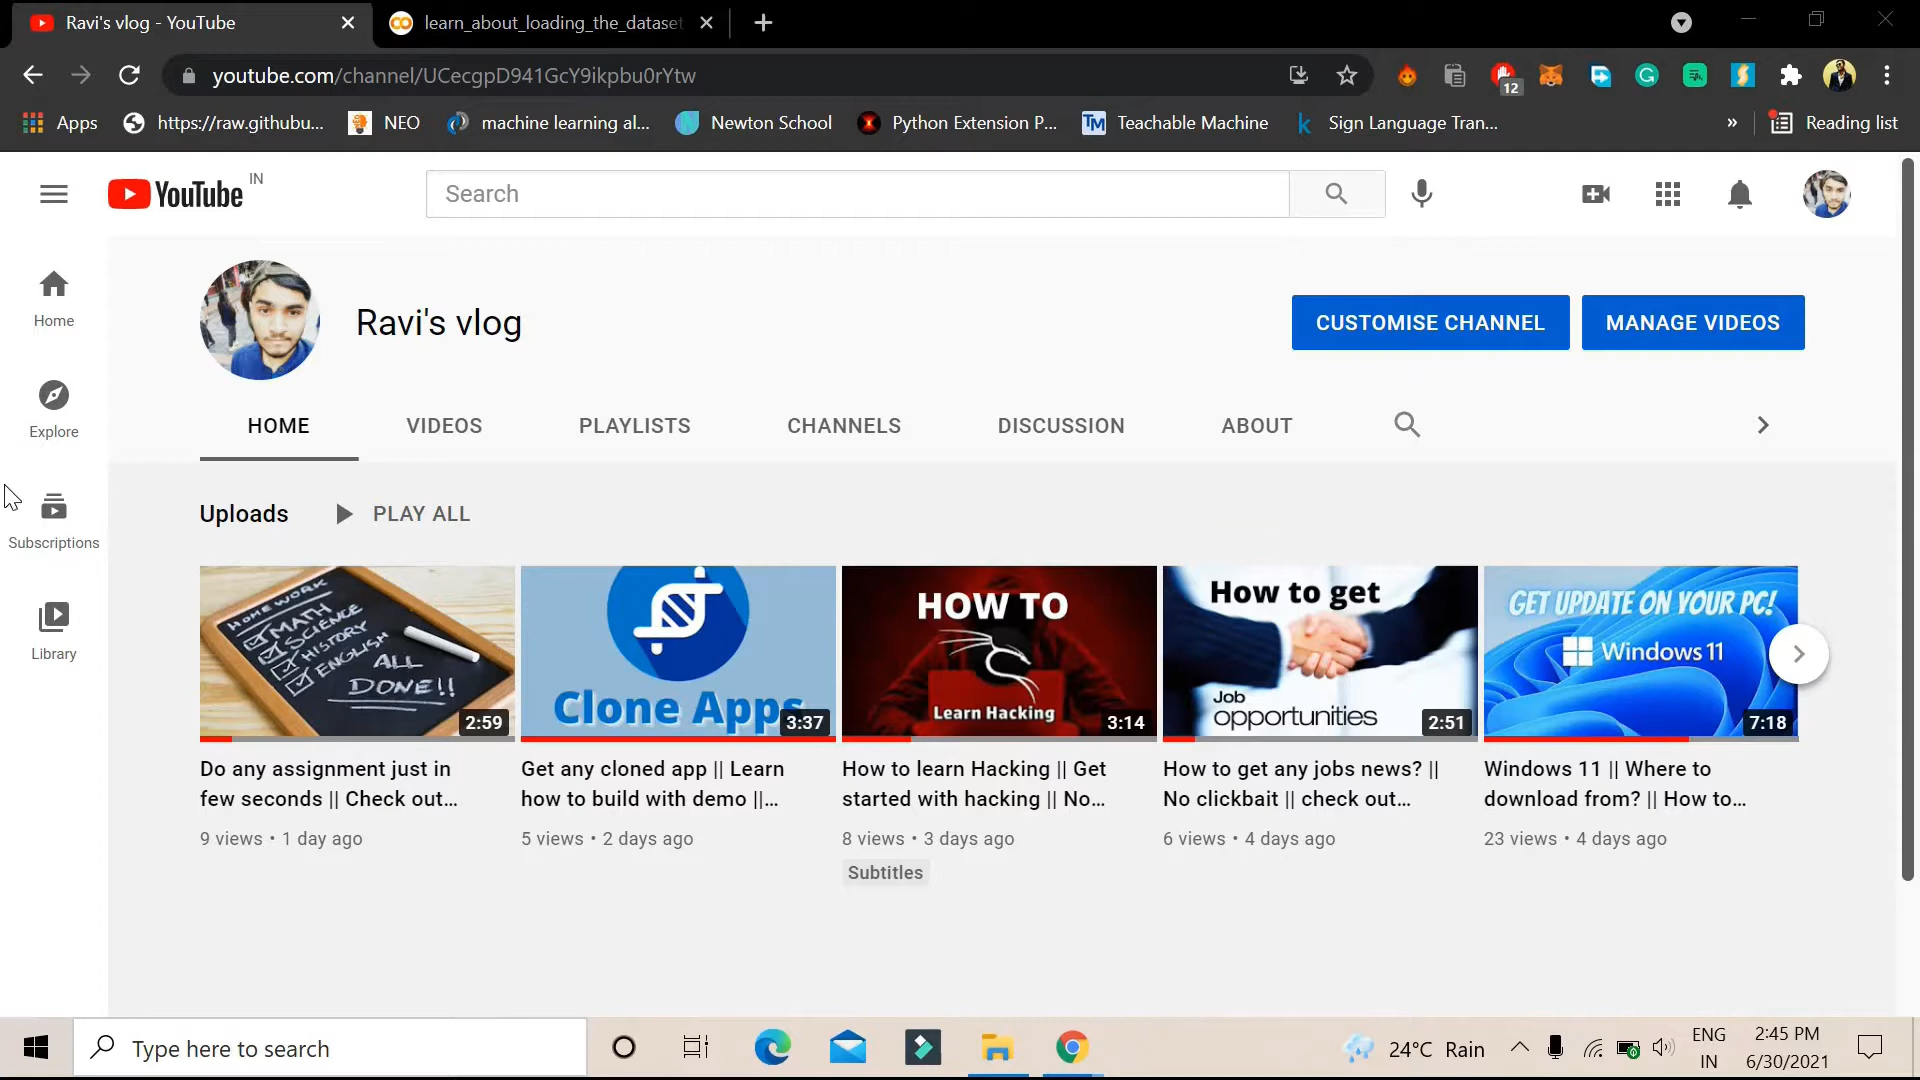 Ravi's vlog - YouTube
learn_about_loading_the_dataset
youtube.com/channel/UCecgpD941GcY9ikpbu0rYtw
12
Apps
https://raw.githubu...
NEO
machine learning al...
Newton School
Python Extension P...
TM
Teachable Machine
k
Sign Language Tran...
»
Reading list
YouTube IN
Search
Home
Explore
Subscriptions
Library
Ravi's vlog
CUSTOMISE CHANNEL
MANAGE VIDEOS
HOME
VIDEOS
PLAYLISTS
CHANNELS
DISCUSSION
ABOUT
Uploads
PLAY ALL
HOME WORK
MATH
SCIENCE
HISTORY
ENGLISH
ALL
DONE!!
2:59
Do any assignment just in
few seconds || Check out...
9 views • 1 day ago
Clone Apps
3:37
Get any cloned app || Learn
how to build with demo ||...
5 views • 2 days ago
HOW TO
Learn Hacking
3:14
How to learn Hacking || Get
started with hacking || No...
8 views • 3 days ago
Subtitles
How to get
Job
opportunities
2:51
How to get any jobs news? ||
No clickbait || check out...
6 views • 4 days ago
GET UPDATE ON YOUR PC!
Windows 11
7:18
Windows 11 || Where to
download from? || How to...
23 views • 4 days ago
Type here to search
24°C Rain
ENG
IN
2:45 PM
6/30/2021